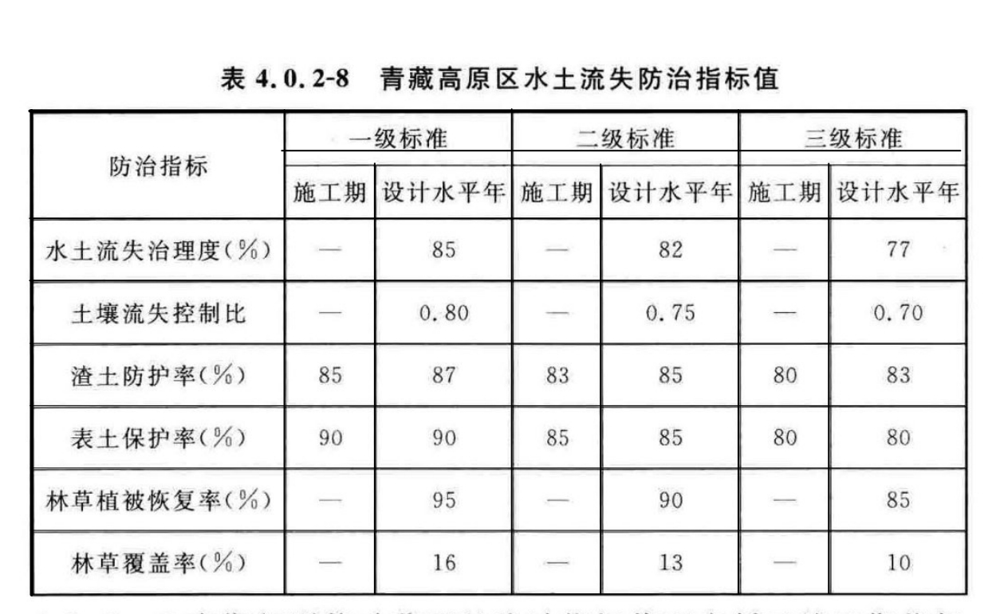 表 4.0.2-8 青藏高原区水土流失防治指标值
防治指标 一级标准 二级标准 三级标准
施工期 设计水平年 施工期 设计水平年 施工期 设计水平年
水土流失治理度(%) — 85 — 82 — 77
土壤流失控制比 — 0.80 — 0.75 — 0.70
渣土防护率(%) 85 87 83 85 80 83
表土保护率(%) 90 90 85 85 80 80
林草植被恢复率(%) — 95 — 90 — 85
林草覆盖率(%) — 16 — 13 — 10